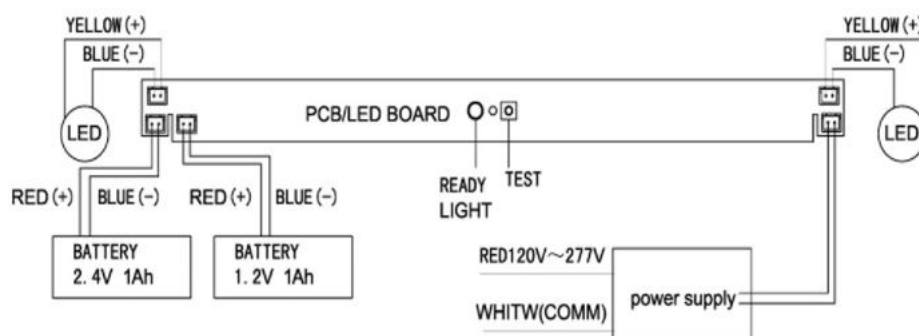 YELLOW(+)
BLUE(-)
LED
PCB/LED BOARD
YELLOW(+)
BLUE(-)
LED
READY
LIGHT
TEST
RED(+)
BLUE(-)
RED(+)
BLUE(-)
BATTERY
2.4V 1Ah
BATTERY
1.2V 1Ah
RED120V～277V
WHITW(COMM)
power supply